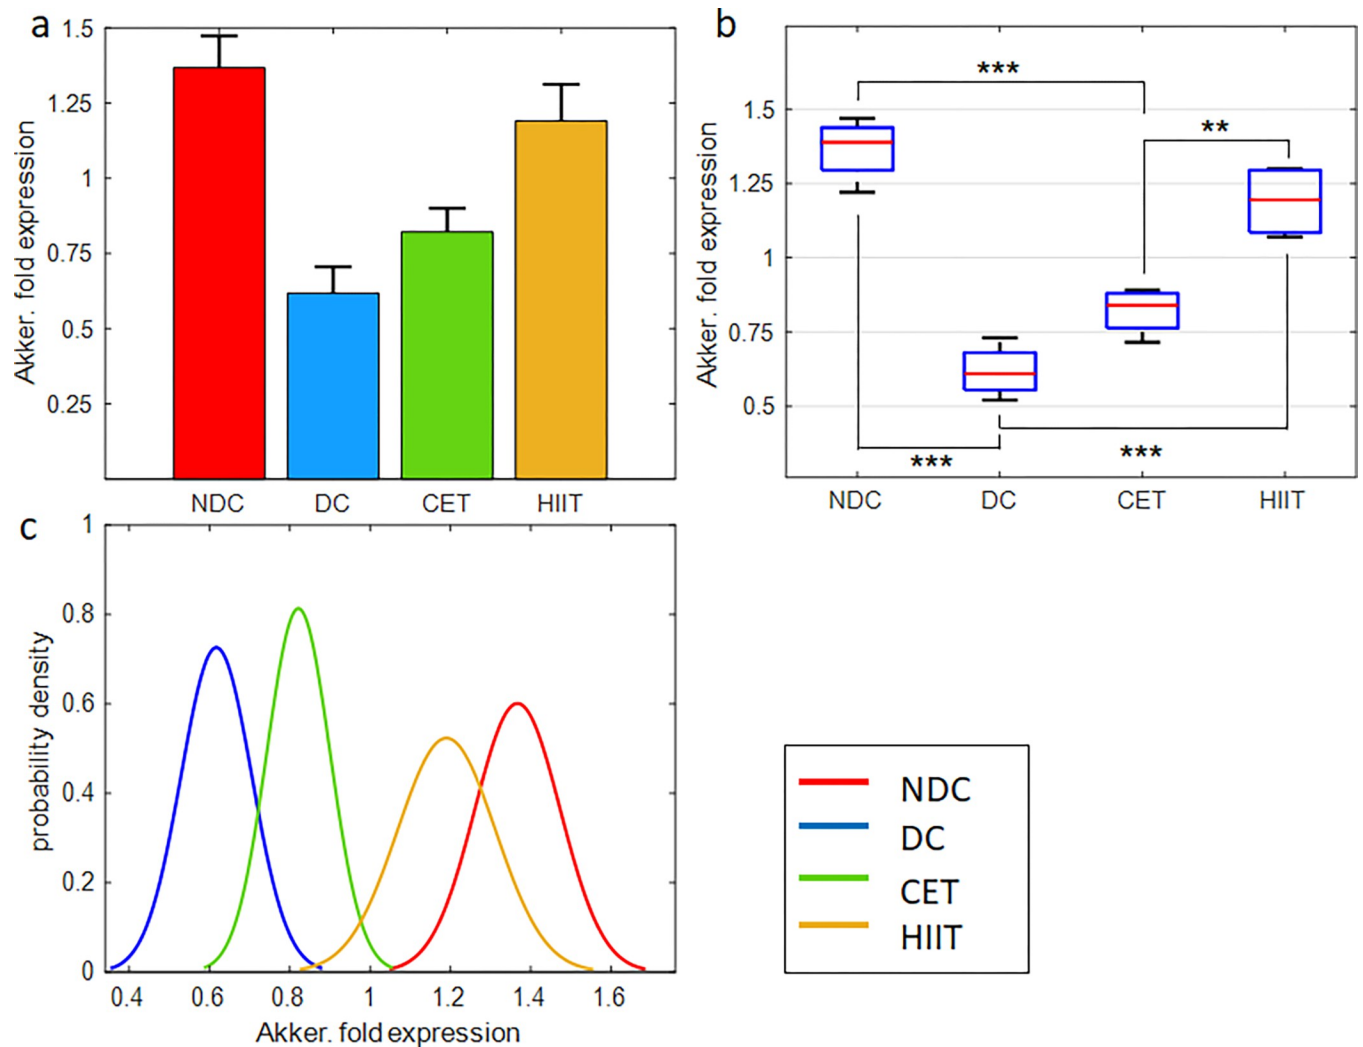 a
1.5
1.25
1
0.75
0.5
0.25
Akker. fold expression
NDC DC CET HIIT
b
1.5
1.25
1
0.75
0.5
Akker. fold expression
***
**
***
***
NDC DC CET HIIT
c
1
0.8
0.6
0.4
0.2
0
probability density
0.4 0.6 0.8 1 1.2 1.4 1.6
Akker. fold expression
NDC
DC
CET
HIIT